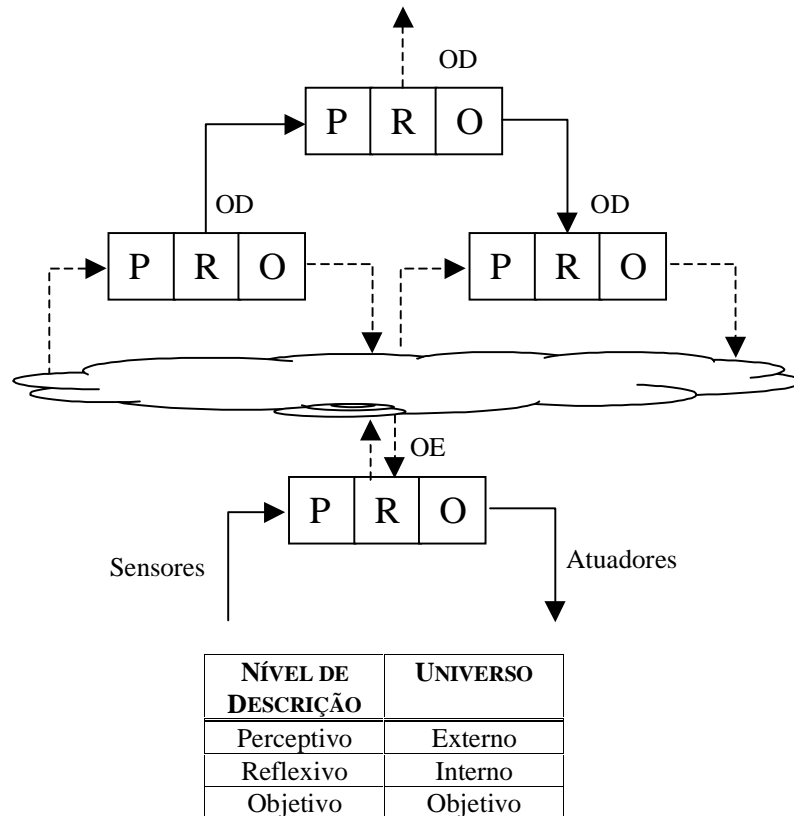 OD
P R O
OD
OD
P R O
P R O
OE
P R O
Sensores
Atuadores
NÍVEL DE DESCRIÇÃO UNIVERSO
Perceptivo Externo
Reflexivo Interno
Objetivo Objetivo